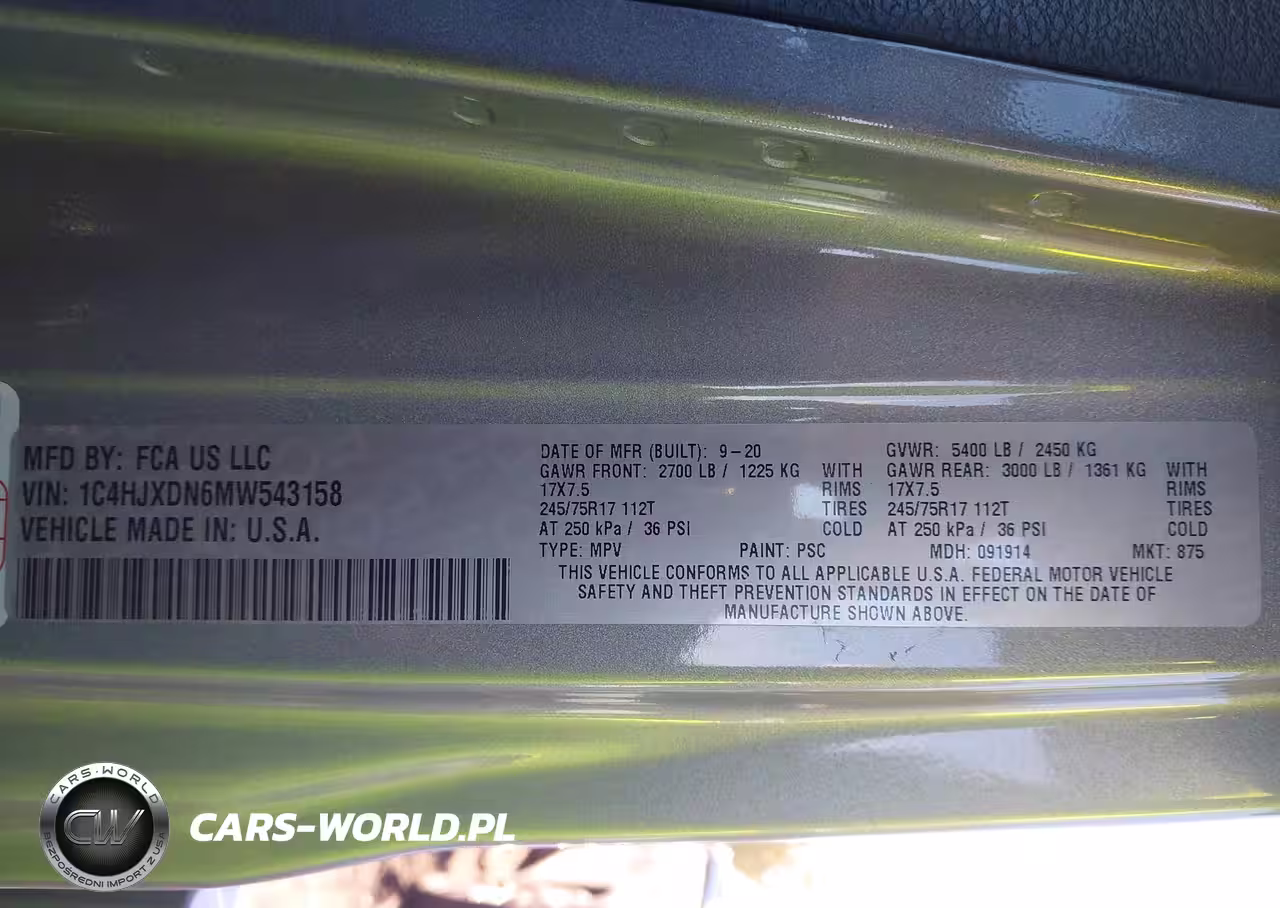 MFD BY: FCA US LLC
VIN: 1C4HJXDN6MW543158
VEHICLE MADE IN: U.S.A.
DATE OF MFR (BUILT): 9-20
GVWR: 5400 LB / 2450 KG
GAWR FRONT: 2700 LB / 1225 KG WITH
GAWR REAR: 3000 LB / 1361 KG WITH
17X7.5 RIMS
17X7.5 RIMS
245/75R17 112T TIRES
245/75R17 112T TIRES
AT 250 kPa / 36 PSI COLD
AT 250 kPa / 36 PSI COLD
TYPE: MPV PAINT: PSC MDH: 091914 MKT: 875
THIS VEHICLE CONFORMS TO ALL APPLICABLE U.S.A. FEDERAL MOTOR VEHICLE
SAFETY AND THEFT PREVENTION STANDARDS IN EFFECT ON THE DATE OF
MANUFACTURE SHOWN ABOVE.
CARS-WORLD
CW
BEZPOŚREDNI IMPORT Z USA
CARS-WORLD.PL